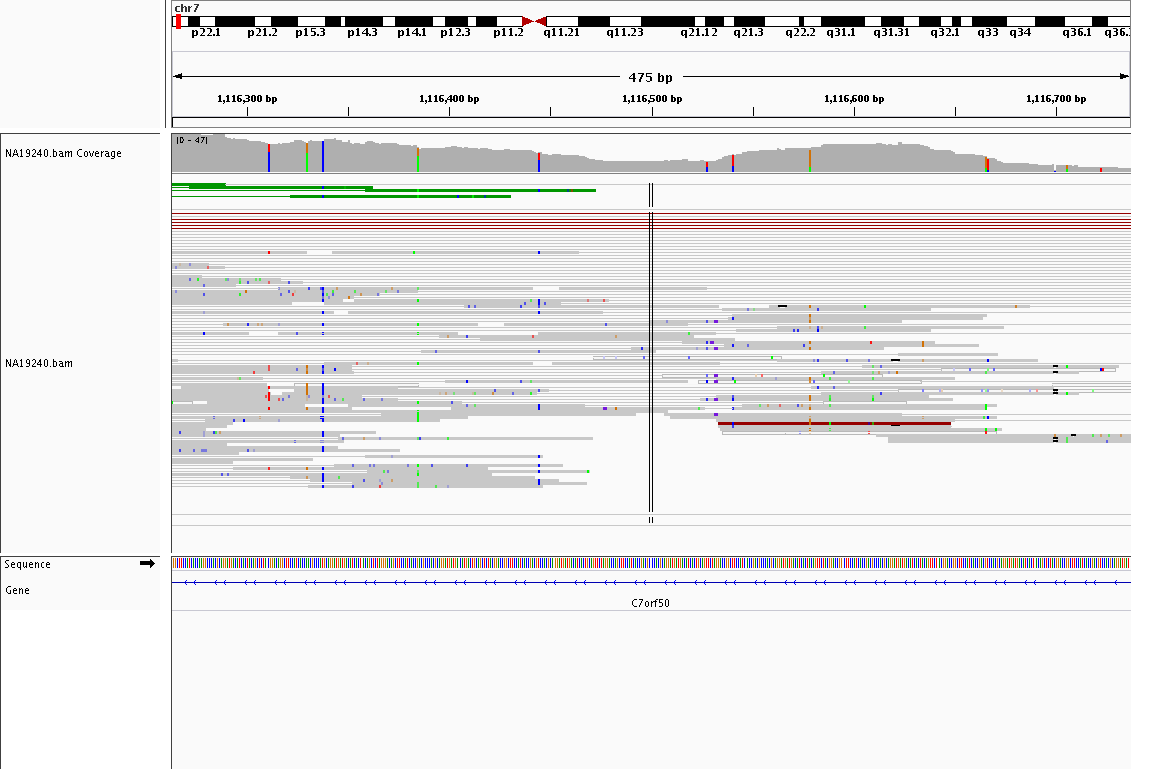 chr7
p22.1 p21.2 p15.3 p14.3 p14.1 p12.3 p11.2 q11.21 q11.23 q21.12 q21.3 q22.2 q31.1 q31.31 q32.1 q33 q34 q36.1 q36.
475 bp
1,116,300 bp 1,116,400 bp 1,116,500 bp 1,116,600 bp 1,116,700 bp
[0 - 47]
NA19240.bam Coverage
NA19240.bam
Sequence
Gene
C7orf50